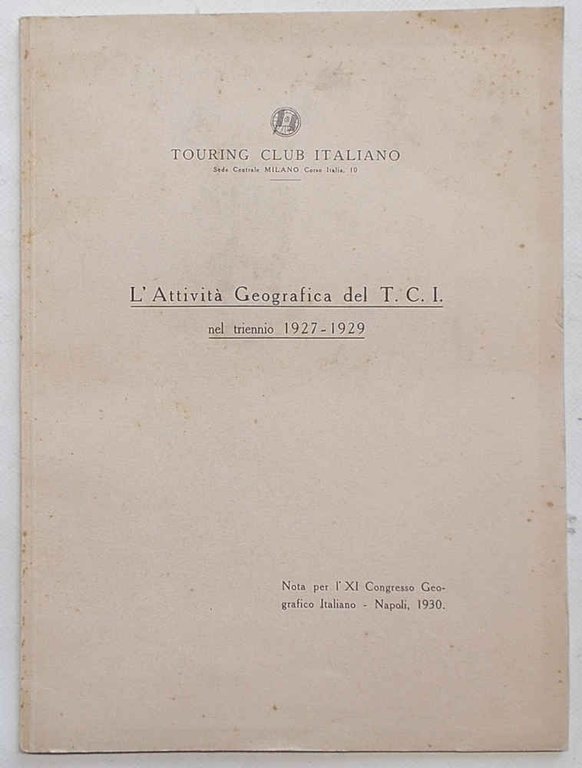 TOURING CLUB ITALIANO
Sede Centrale MILANO Corso Italia, 10
L'Attività Geografica del T. C. I.
nel triennio 1927-1929
Nota per l'XI Congresso Geo-
grafico Italiano - Napoli, 1930.